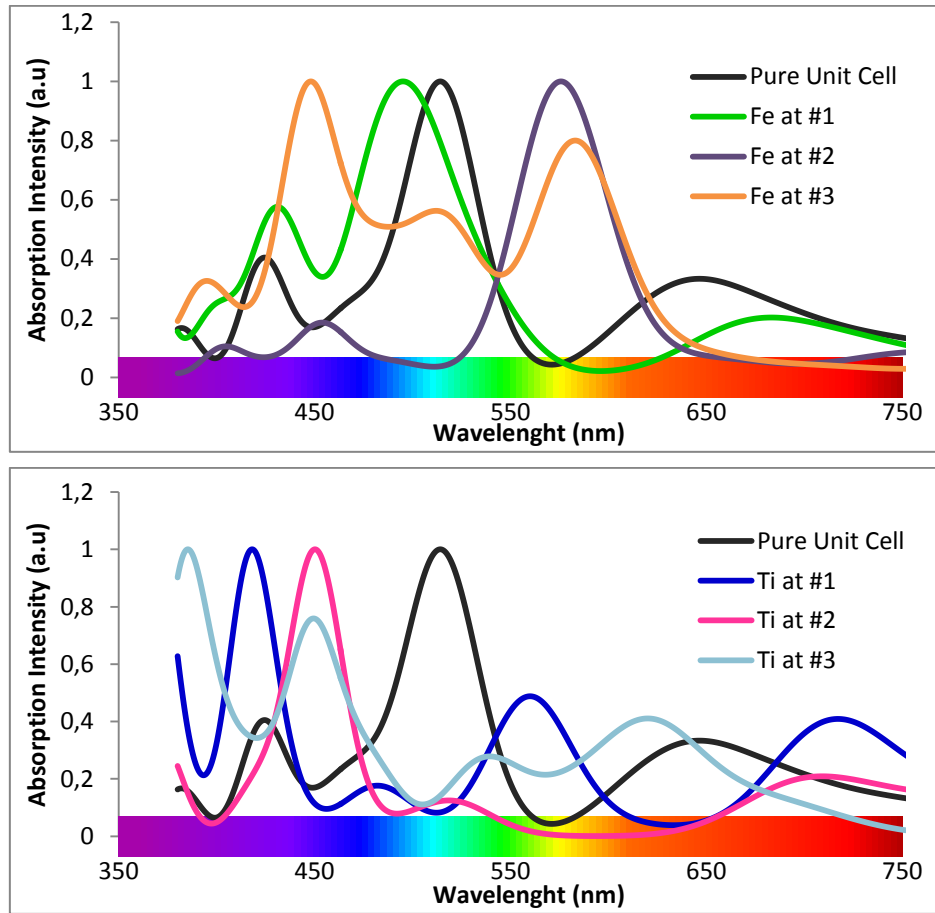 1,2
1
0,8
0,6
0,4
0,2
0
Absorption Intensity (a.u)
Pure Unit Cell
Fe at #1
Fe at #2
Fe at #3
350 450 550 650 750
Wavelenght (nm)
1,2
1
0,8
0,6
0,4
0,2
0
Absorption Intensity (a.u)
Pure Unit Cell
Ti at #1
Ti at #2
Ti at #3
350 450 550 650 750
Wavelenght (nm)